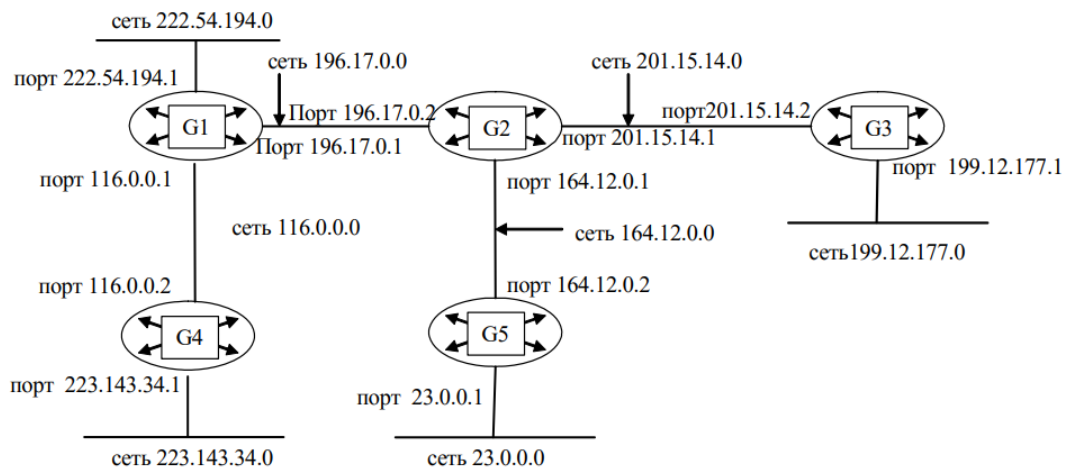 сеть 222.54.194.0
сеть 196.17.0.0
сеть 201.15.14.0
порт 222.54.194.1
Порт 196.17.0.2
порт201.15.14.2
G1
G2
G3
Порт 196.17.0.1
порт 201.15.14.1
порт 199.12.177.1
порт 116.0.0.1
порт 164.12.0.1
сеть 116.0.0.0
сеть 164.12.0.0
сеть199.12.177.0
порт 116.0.0.2
порт 164.12.0.2
G4
G5
порт 223.143.34.1
порт 23.0.0.1
сеть 223.143.34.0
сеть 23.0.0.0